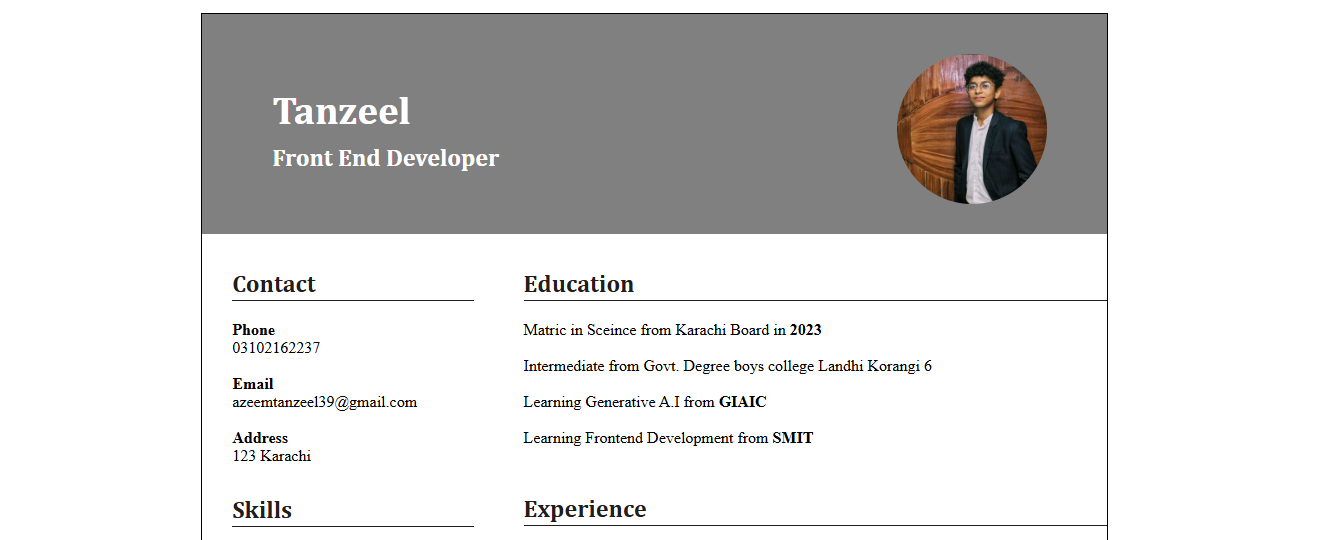 Tanzeel
Front End Developer
Contact
Phone
03102162237
Email
azeemtanzeel39@gmail.com
Address
123 Karachi
Skills
Education
Matric in Sceince from Karachi Board in 2023
Intermediate from Govt. Degree boys college Landhi Korangi 6
Learning Generative A.I from GIAIC
Learning Frontend Development from SMIT
Experience